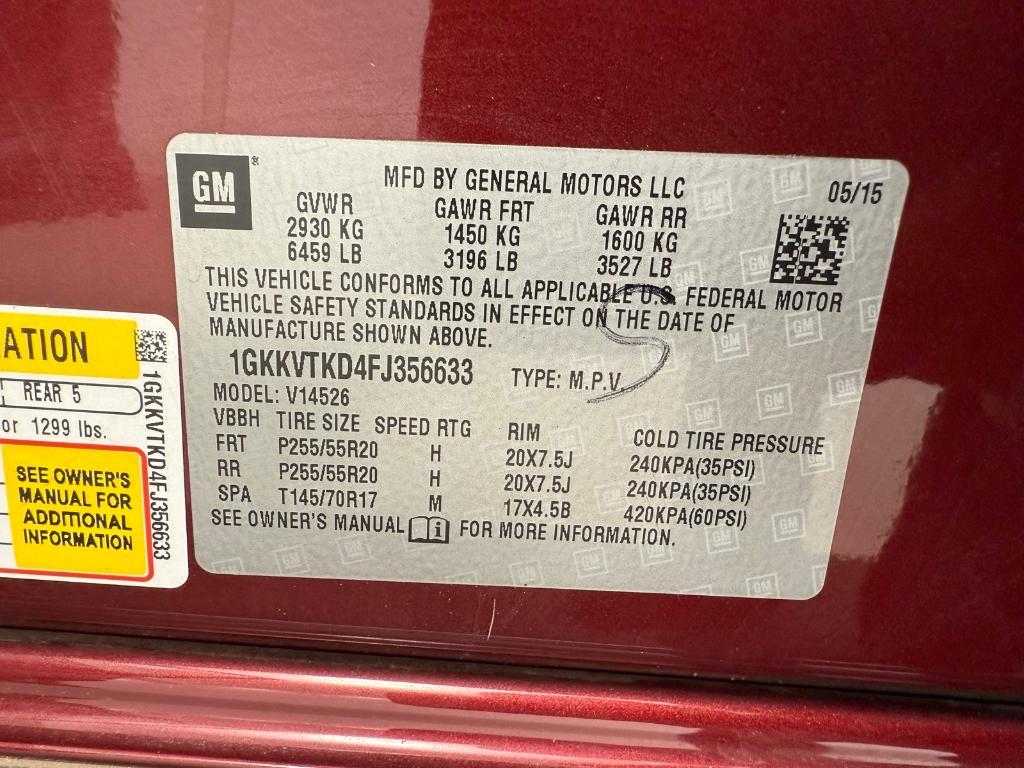 GM
®
MFD BY GENERAL MOTORS LLC
05/15
GVWR GAWR FRT GAWR RR
2930 KG 1450 KG 1600 KG
6459 LB 3196 LB 3527 LB
THIS VEHICLE CONFORMS TO ALL APPLICABLE U.S. FEDERAL MOTOR
VEHICLE SAFETY STANDARDS IN EFFECT ON THE DATE OF
MANUFACTURE SHOWN ABOVE.
1GKKVTKD4FJ356633 TYPE: M.P.V.
MODEL: V14526
VBBH TIRE SIZE SPEED RTG RIM COLD TIRE PRESSURE
FRT P255/55R20 H 20X7.5J 240KPA(35PSI)
RR P255/55R20 H 20X7.5J 240KPA(35PSI)
SPA T145/70R17 M 17X4.5B 420KPA(60PSI)
SEE OWNER'S MANUAL i FOR MORE INFORMATION.
ATION
REAR 5
or 1299 lbs.
SEE OWNER'S
MANUAL FOR
ADDITIONAL
INFORMATION
1GKKVTKD4FJ356633